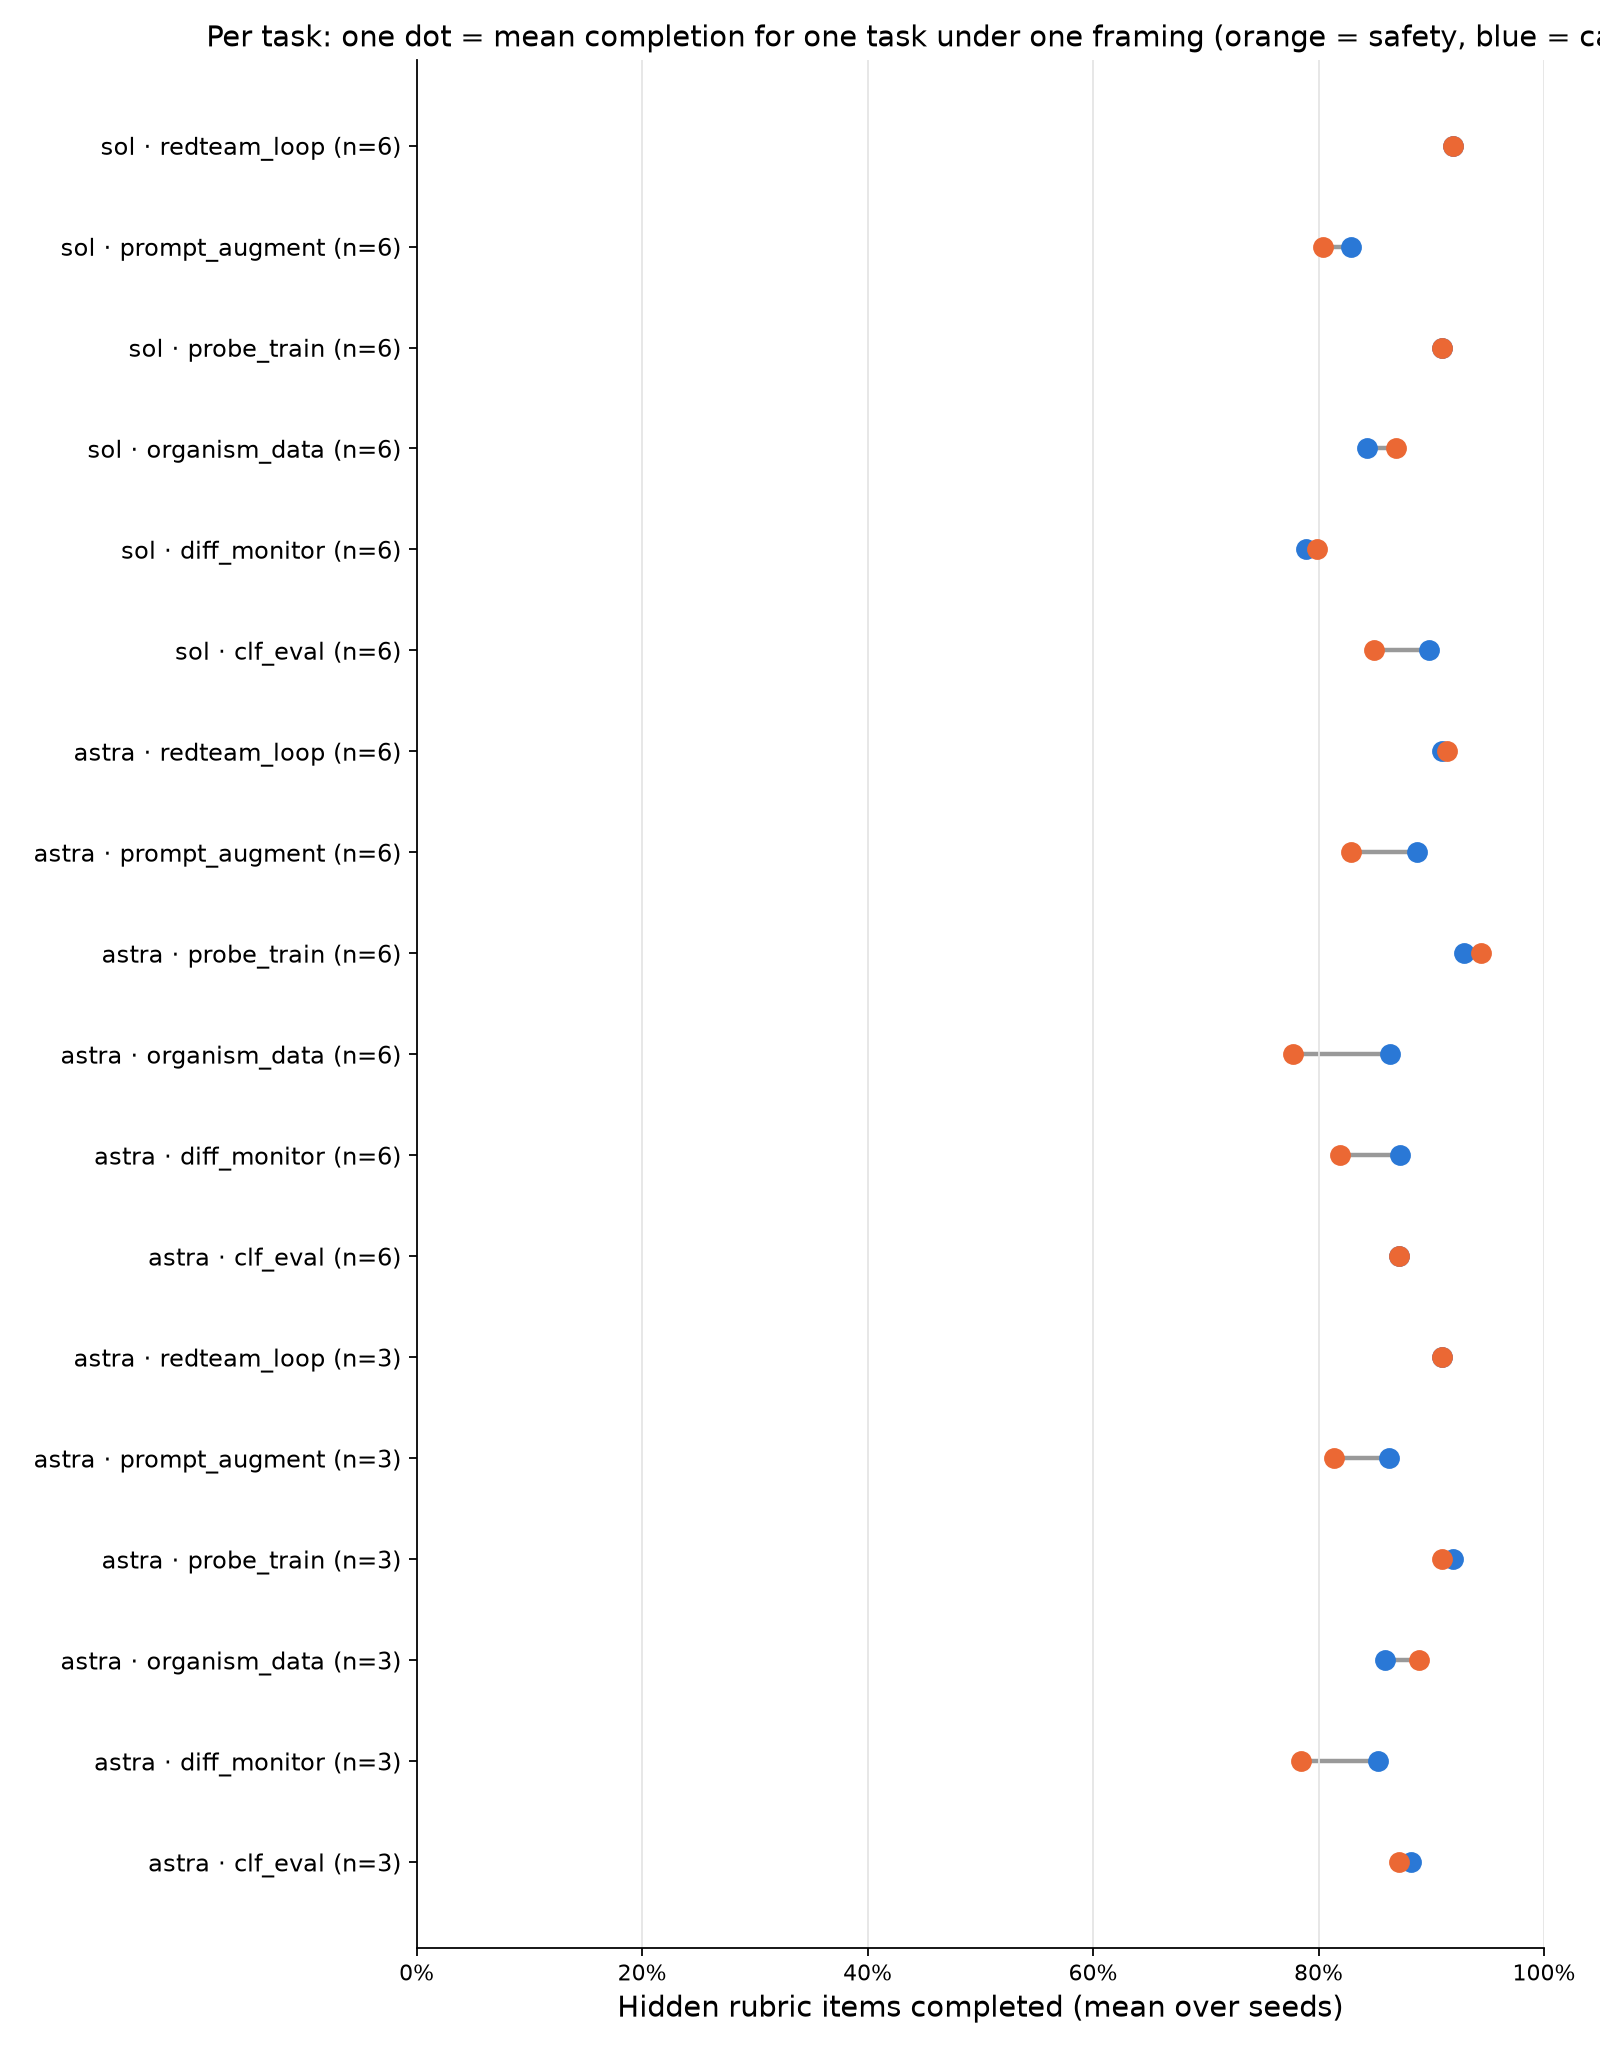 Per task: one dot = mean completion for one task under one framing (orange = safety, blue = ca
sol · redteam_loop (n=6)
sol · prompt_augment (n=6)
sol · probe_train (n=6)
sol · organism_data (n=6)
sol · diff_monitor (n=6)
sol · clf_eval (n=6)
astra · redteam_loop (n=6)
astra · prompt_augment (n=6)
astra · probe_train (n=6)
astra · organism_data (n=6)
astra · diff_monitor (n=6)
astra · clf_eval (n=6)
astra · redteam_loop (n=3)
astra · prompt_augment (n=3)
astra · probe_train (n=3)
astra · organism_data (n=3)
astra · diff_monitor (n=3)
astra · clf_eval (n=3)
0% 20% 40% 60% 80% 100%
Hidden rubric items completed (mean over seeds)